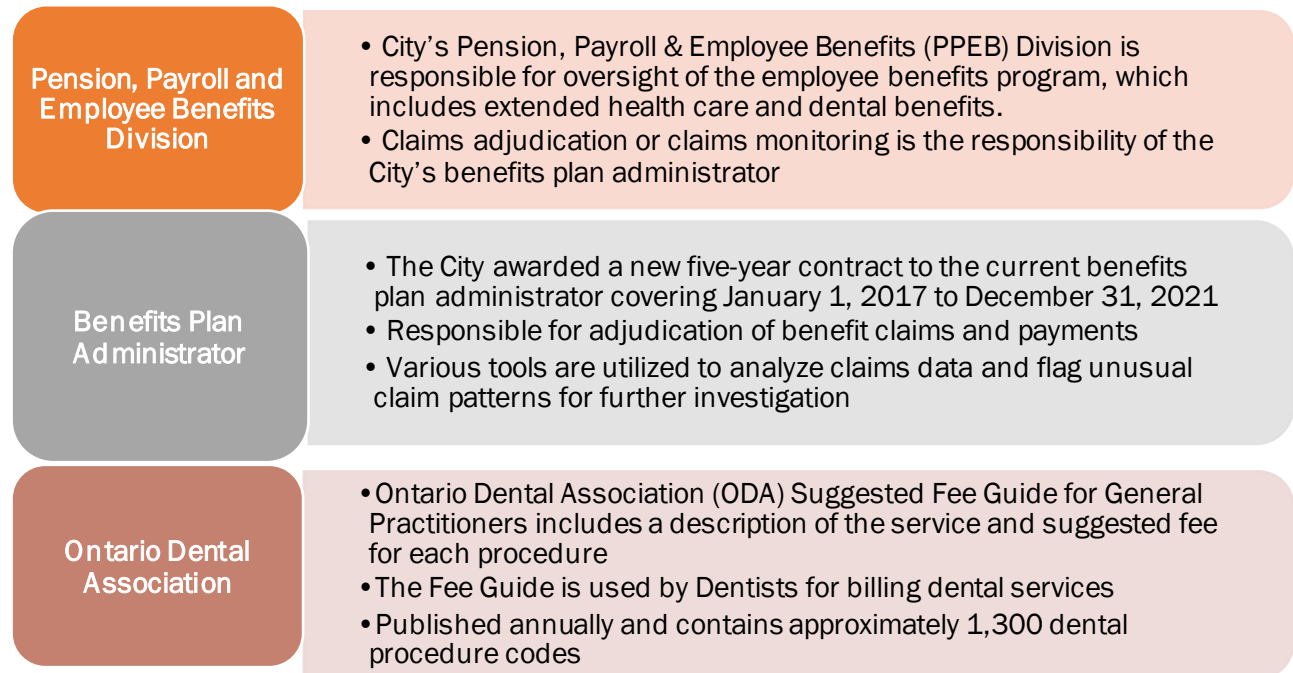 Pension, Payroll and
Employee Benefits
Division
• City’s Pension, Payroll & Employee Benefits (PPEB) Division is
responsible for oversight of the employee benefits program, which
includes extended health care and dental benefits.
• Claims adjudication or claims monitoring is the responsibility of the
City’s benefits plan administrator
Benefits Plan
Administrator
• The City awarded a new five-year contract to the current benefits
plan administrator covering January 1, 2017 to December 31, 2021
• Responsible for adjudication of benefit claims and payments
• Various tools are utilized to analyze claims data and flag unusual
claim patterns for further investigation
Ontario Dental
Association
•Ontario Dental Association (ODA) Suggested Fee Guide for General
Practitioners includes a description of the service and suggested fee
for each procedure
•The Fee Guide is used by Dentists for billing dental services
•Published annually and contains approximately 1,300 dental
procedure codes